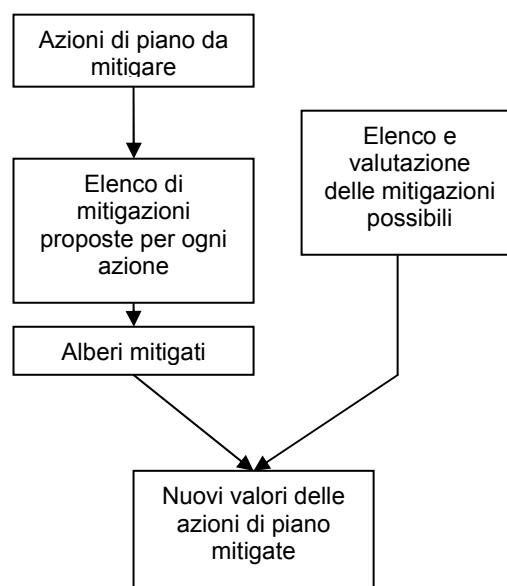 Azioni di piano da
mitigare
Elenco di
mitigazioni
proposte per ogni
azione
Alberi mitigati
Elenco e
valutazione
delle mitigazioni
possibili
Nuovi valori delle
azioni di piano
mitigate